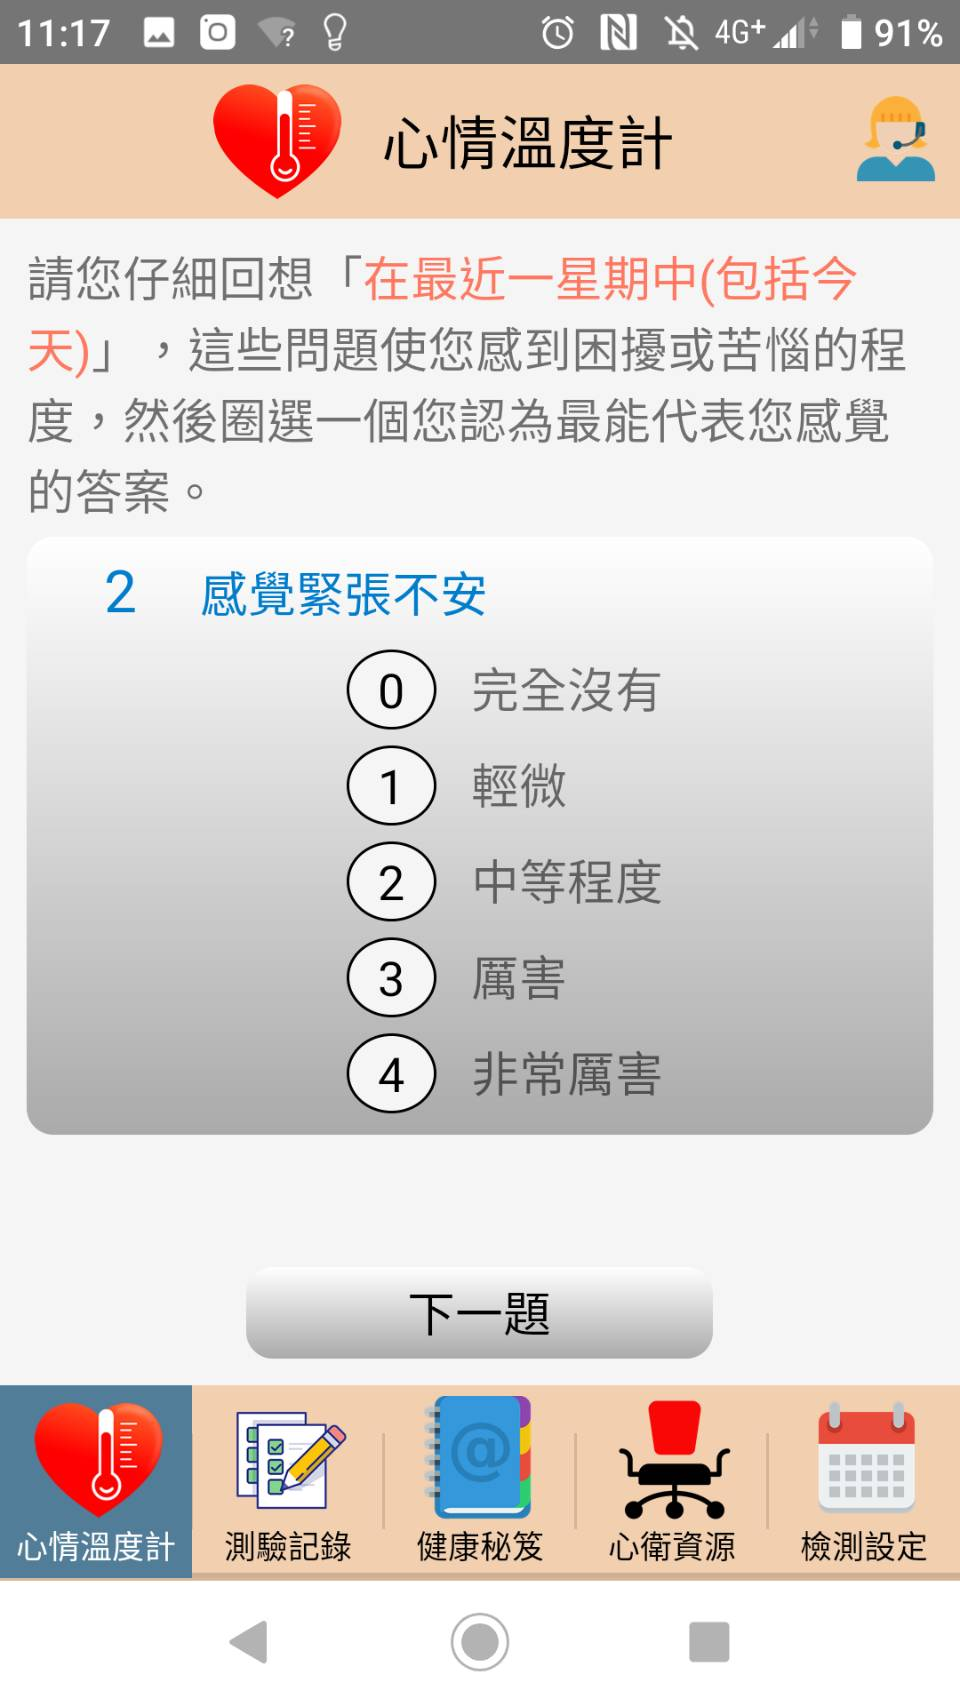 11:17
4G+
91%
心情溫度計
請您仔細回想「在最近一星期中(包括今
天)」，這些問題使您感到困擾或苦惱的程
度，然後圈選一個您認為最能代表您感覺
的答案。
2 感覺緊張不安
0 完全沒有
1 輕微
2 中等程度
3 厲害
4 非常厲害
下一題
心情溫度計 測驗記錄 健康秘笈 心衛資源 檢測設定